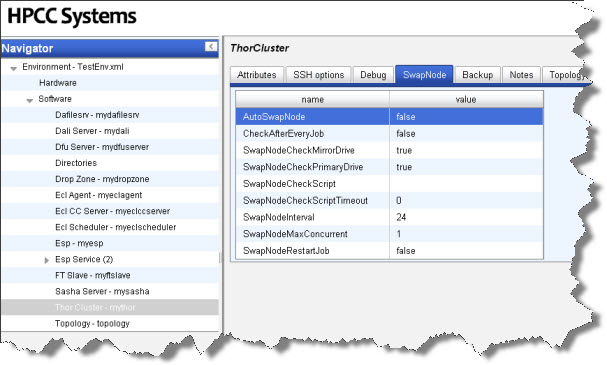 HPCC Systems
Navigator
Environment - TestEnv.xml
Hardware
Software
Dafilesrv - mydafilesrv
Dali Server - mydali
Dfu Server - mydfuserver
Directories
Drop Zone - mydropzone
Ecl Agent - myeclagent
Ecl CC Server - myeclccserver
Ecl Scheduler - myeclscheduler
Esp - myesp
Esp Service (2)
FT Slave - myftslave
Sasha Server - mysasha
Thor Cluster - mythor
Topology - topology
ThorCluster
Attributes SSH options Debug SwapNode Backup Notes Topology
name value
AutoSwapNode false
CheckAfterEveryJob false
SwapNodeCheckMirrorDrive true
SwapNodeCheckPrimaryDrive true
SwapNodeCheckScript
SwapNodeCheckScriptTimeout 0
SwapNodeInterval 24
SwapNodeMaxConcurrent 1
SwapNodeRestartJob false